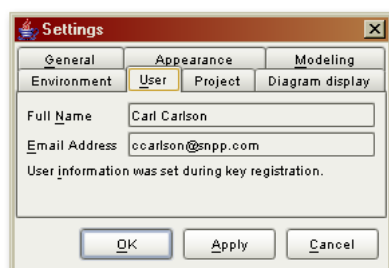 Settings
General Appearance Modeling
Environment User Project Diagram display
Full Name Carl Carlson
Email Address ccarlson@snpp.com
User information was set during key registration.
OK Apply Cancel